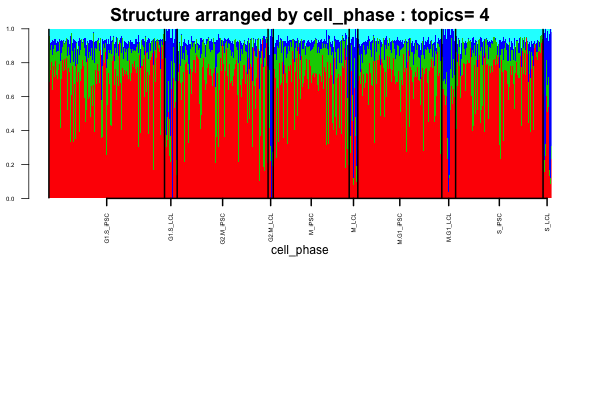 Structure arranged by cell_phase : topics= 4
1.0
0.8
0.6
0.4
0.2
0.0
G1.S_iPSC
G1.S_LCL
G2.M_iPSC
G2.M_LCL
M_iPSC
M_LCL
M.G1_iPSC
M.G1_LCL
S_iPSC
S_LCL
cell_phase